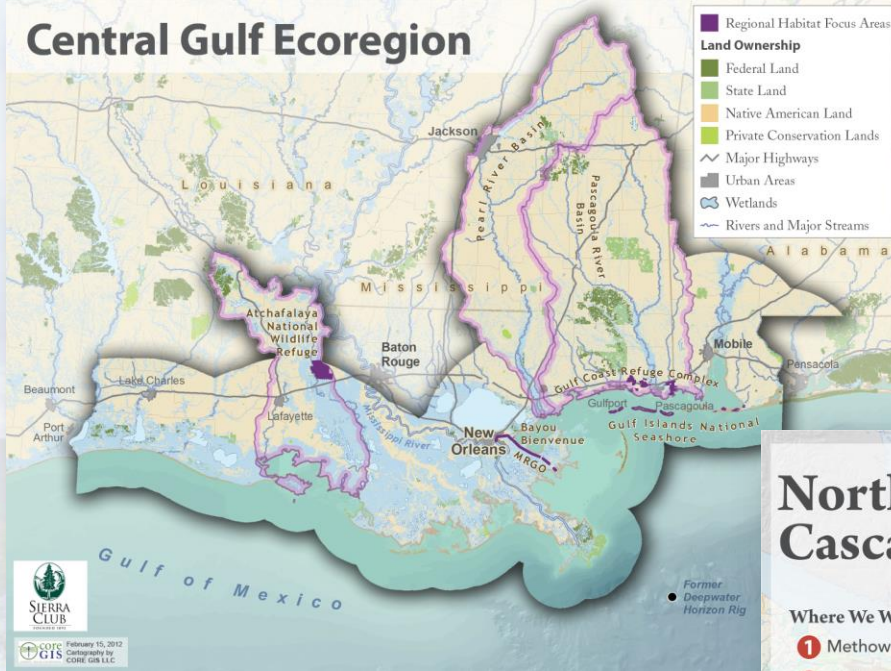 Central Gulf Ecoregion
Regional Habitat Focus Areas
Land Ownership
Federal Land
State Land
Native American Land
Private Conservation Lands
Major Highways
Urban Areas
Wetlands
Rivers and Major Streams
Jackson
Louisiana
Pearl River Basin
Pascagoula River
Basin
Mississippi
Alabama
Atchafalaya
National
Wildlife
Refuge
Baton
Rouge
Mobile
Pensacola
Beaumont
Lake Charles
Lafayette
Port
Arthur
Mississippi River
Gulf Coast Refuge Complex
Gulfport
Pascagoula
New
Orleans
Bayou
Bienvenue
MRGO
Gulf Islands National
Seashore
Gulf of Mexico
Former
Deepwater
Horizon Rig
SIERRA
CLUB
FOUNDED 1892
core
GIS
February 15, 2012
Cartography by
CORE GIS LLC
North
Casca
Where We W
1 Methow